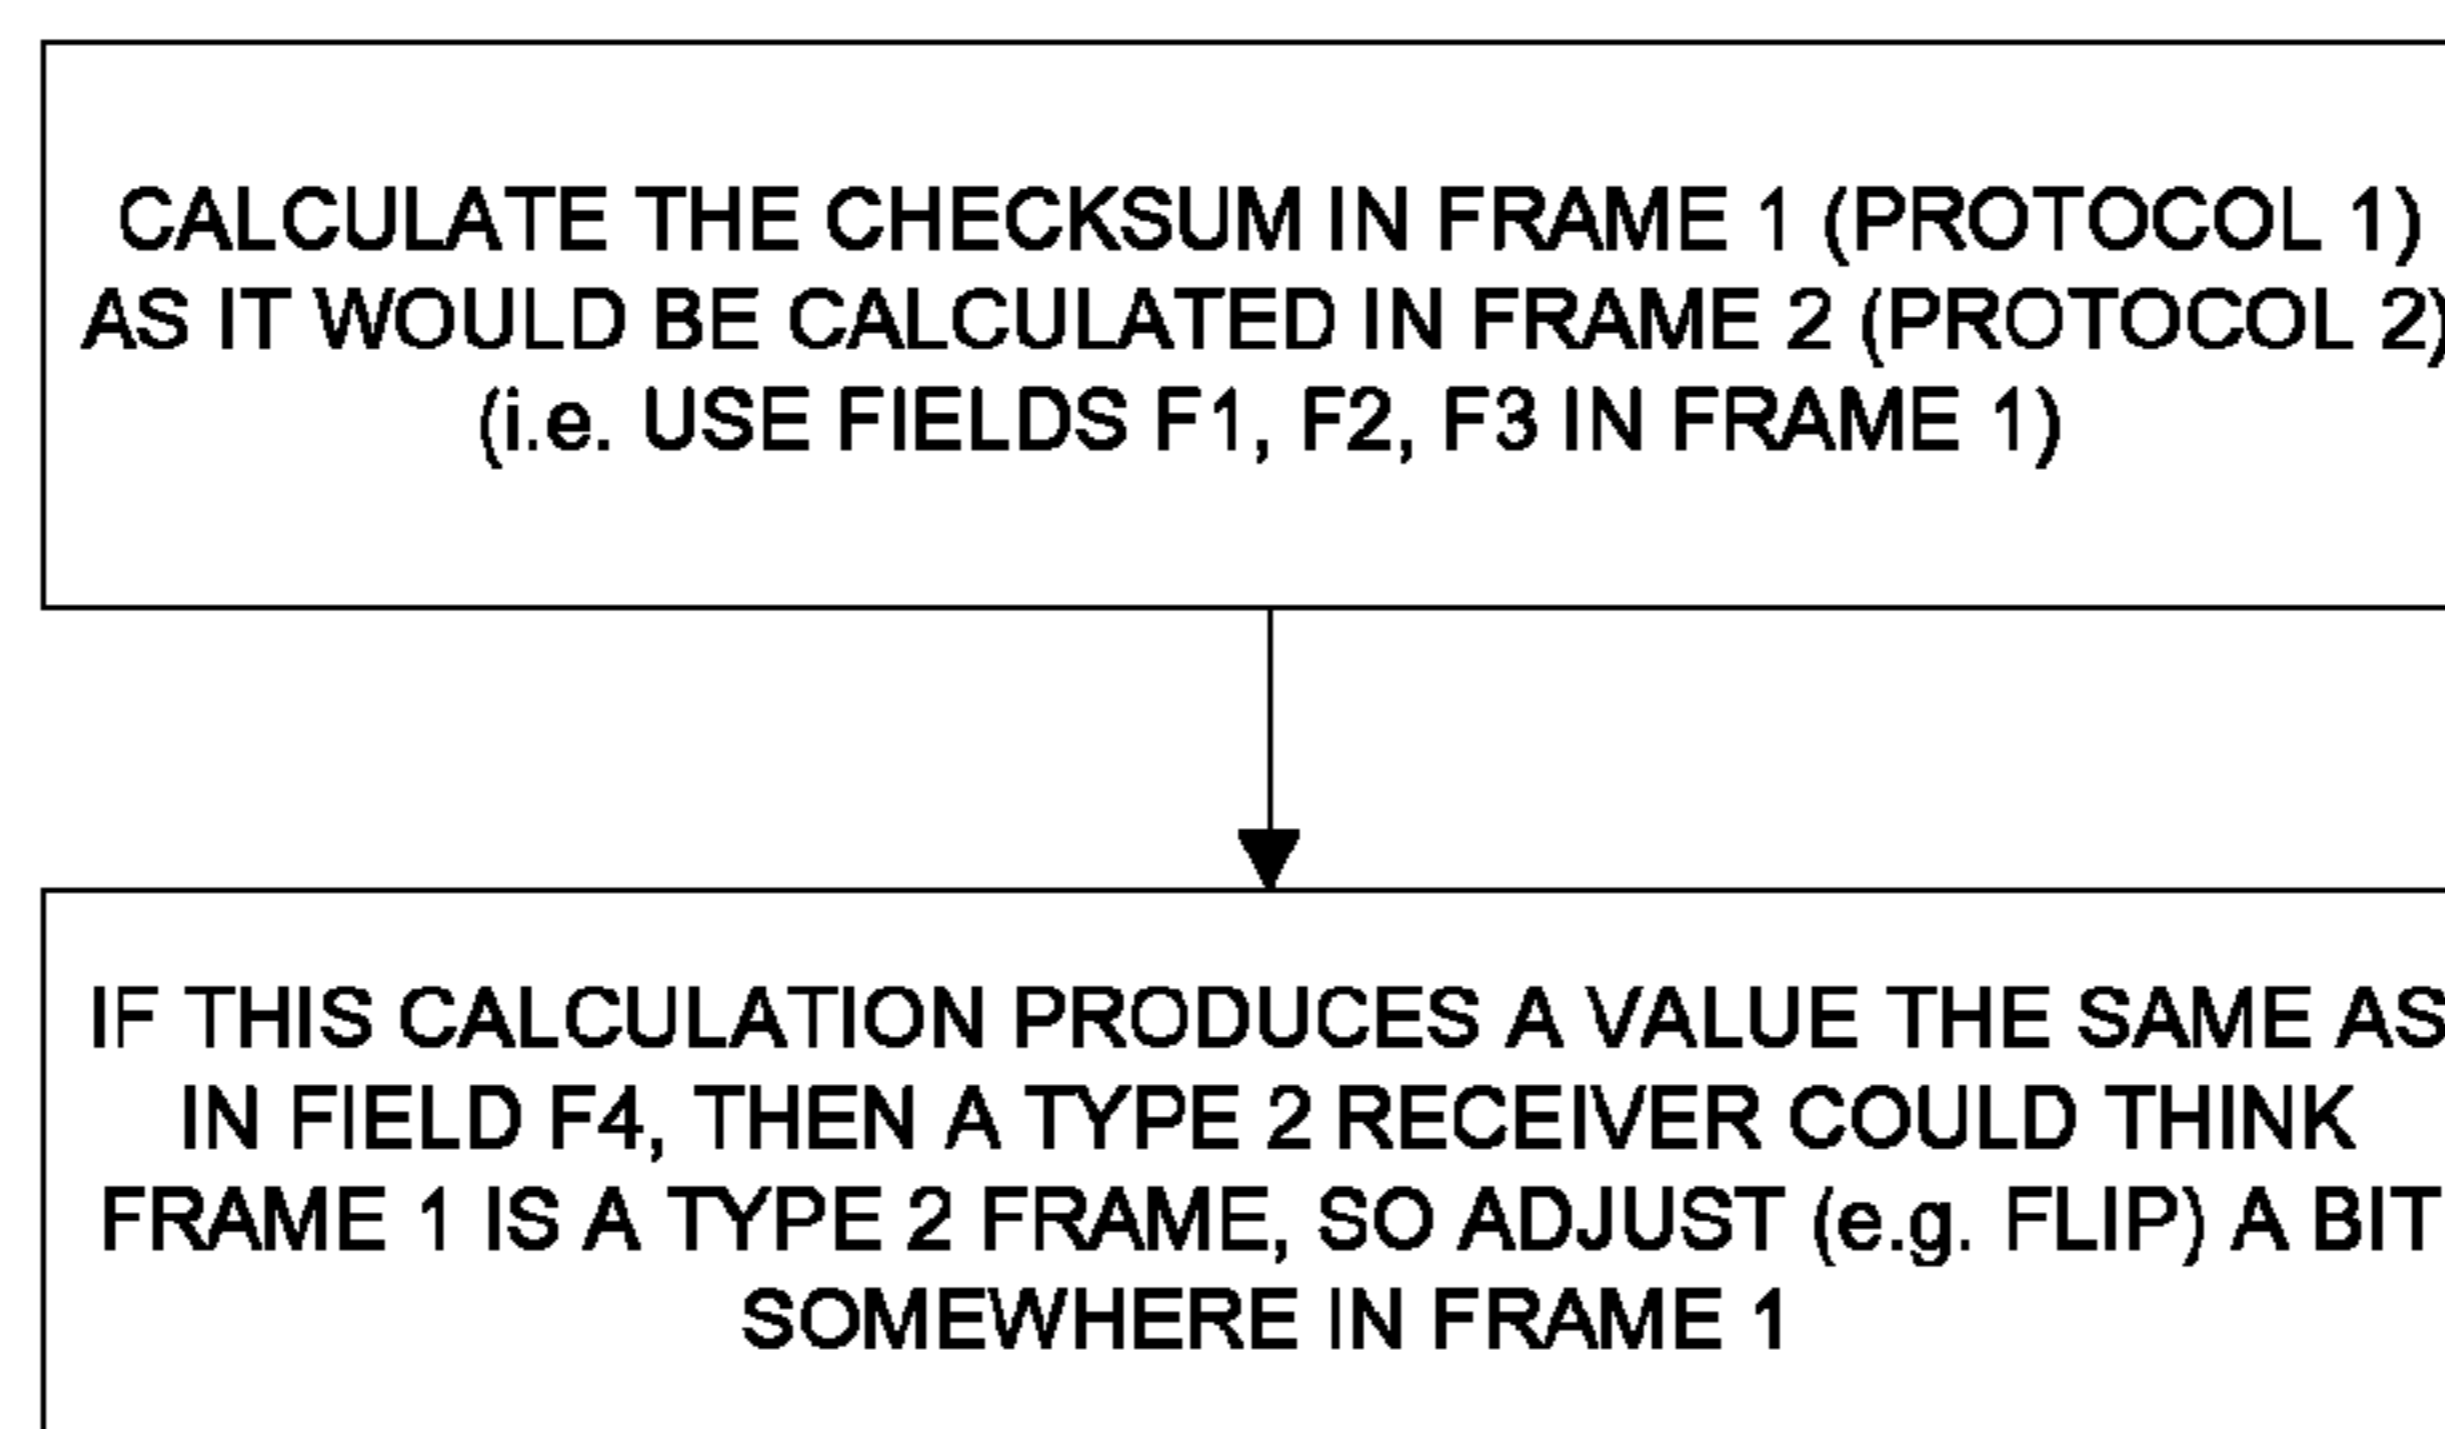 CALCULATE THE CHECKSUM IN FRAME 1 (PROTOCOL 1)
AS IT WOULD BE CALCULATED IN FRAME 2 (PROTOCOL 2)
(i.e. USE FIELDS F1, F2, F3 IN FRAME 1)
IF THIS CALCULATION PRODUCES A VALUE THE SAME AS
IN FIELD F4, THEN A TYPE 2 RECEIVER COULD THINK
FRAME 1 IS A TYPE 2 FRAME, SO ADJUST (e.g. FLIP) A BIT
SOMEWHERE IN FRAME 1